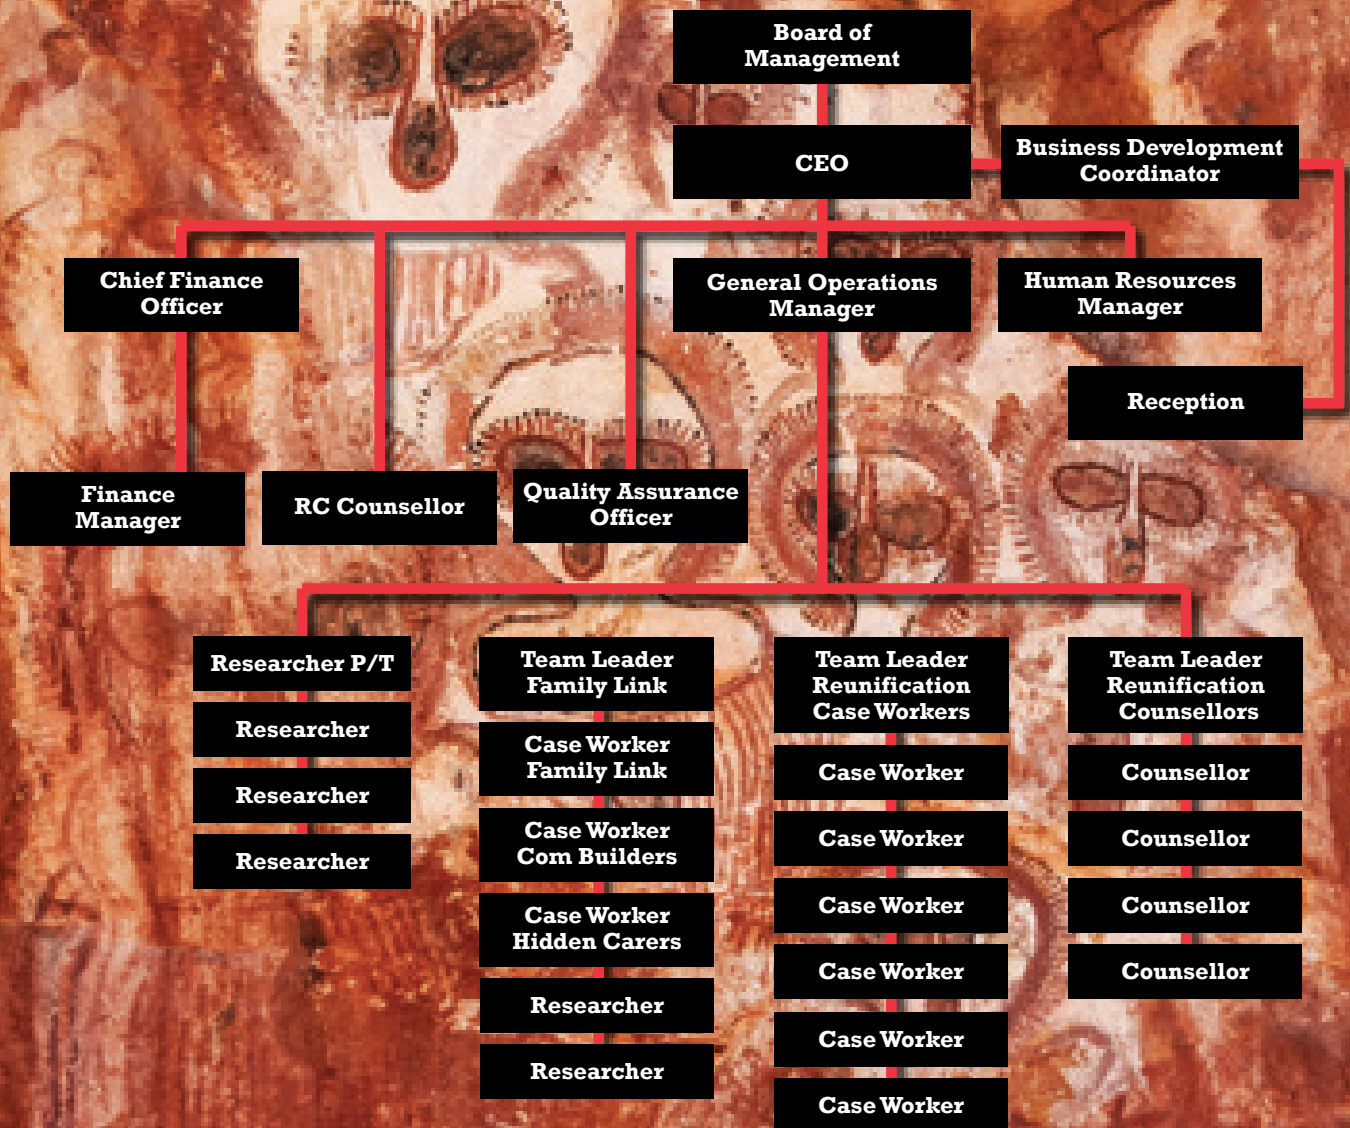 Board of
Management
CEO
Business Development
Coordinator
Chief Finance
Officer
General Operations
Manager
Human Resources
Manager
Reception
Finance
Manager
RC Counsellor
Quality Assurance
Officer
Researcher P/T
Researcher
Researcher
Researcher
Team Leader
Family Link
Case Worker
Family Link
Case Worker
Com Builders
Case Worker
Hidden Carers
Researcher
Researcher
Team Leader
Reunification
Case Workers
Case Worker
Case Worker
Case Worker
Case Worker
Case Worker
Case Worker
Team Leader
Reunification
Counsellors
Counsellor
Counsellor
Counsellor
Counsellor